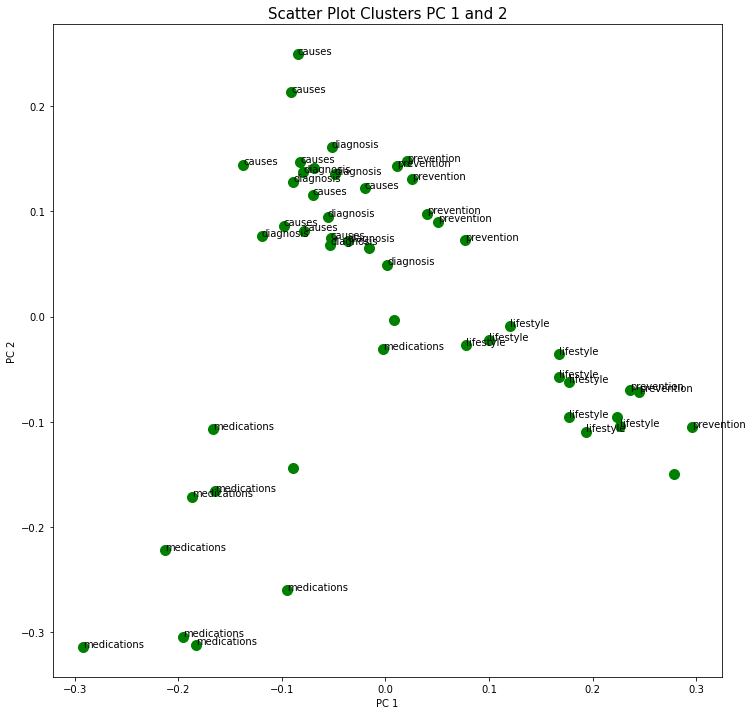 Scatter Plot Clusters PC 1 and 2
causes
causes
diagnosis
causes
causes
prevention
prevention
diagnosis
diagnosis
diagnosis
prevention
causes
causes
prevention
diagnosis
prevention
causes
causes
diagnosis
causes
diagnosis
diagnosis
prevention
diagnosis
lifestyle
lifestyle
lifestyle
medications
lifestyle
lifestyle
lifestyle
prevention
prevention
lifestyle
lifestyle
lifestyle
prevention
medications
medications
medications
medications
medications
medications
medications
medications
0.2
0.1
0.0
−0.1
−0.2
−0.3
PC 2
−0.3
−0.2
−0.1
0.0
0.1
0.2
0.3
PC 1